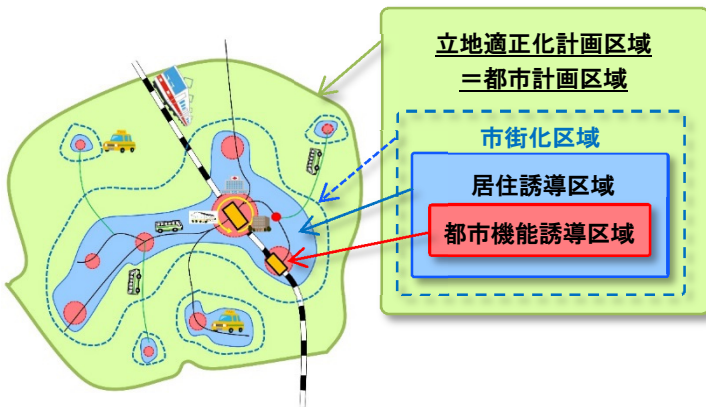 立地適正化計画区域
＝都市計画区域
市街化区域
居住誘導区域
都市機能誘導区域